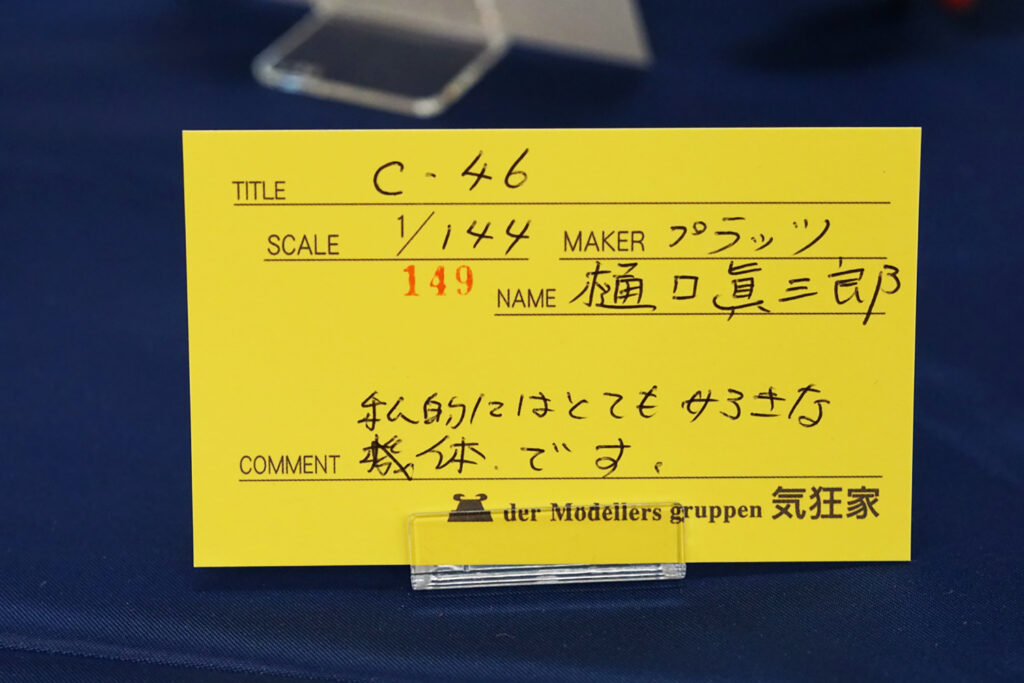 TITLE C-46
SCALE 1/144 MAKER プラッツ
149
NAME 樋口眞三郎
私的にはとても好きな
COMMENT 機体です。
der Modellers gruppen 気狂家